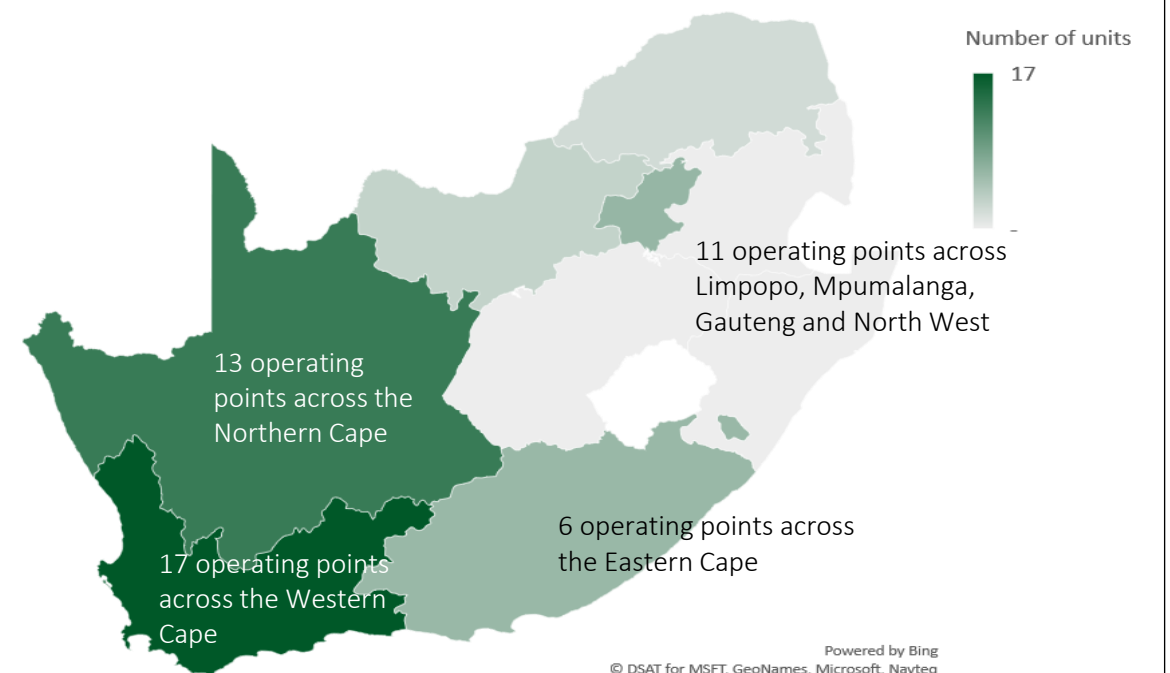 Number of units
17
-
11 operating points across
Limpopo, Mpumalanga,
Gauteng and North West
13 operating
points across the
Northern Cape
6 operating points across
the Eastern Cape
17 operating points
across the Western
Cape
Powered by Bing
© DSAT for MSFT, GeoNames, Microsoft, Navteq